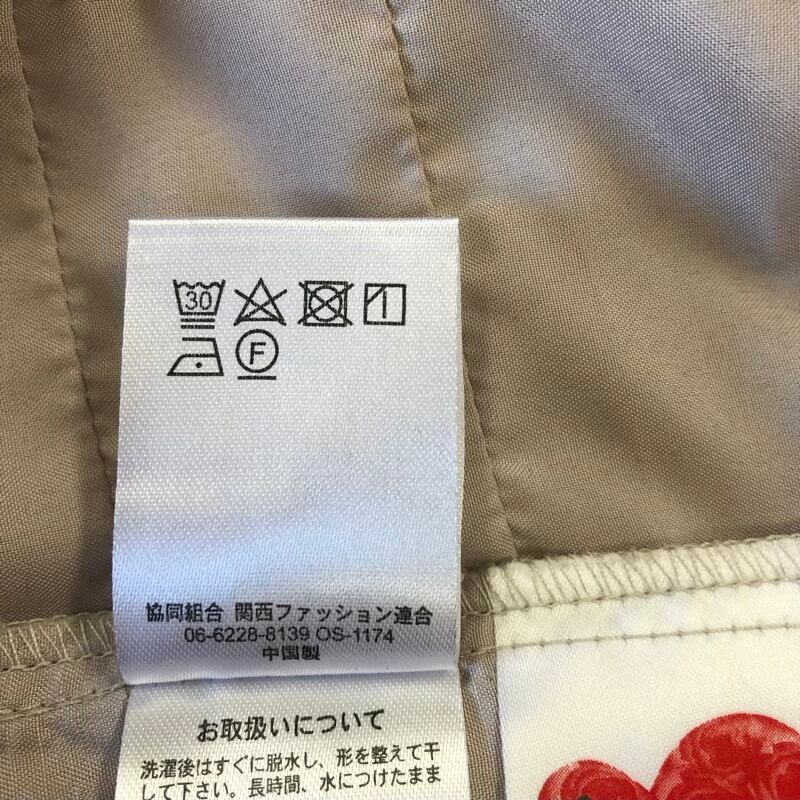 30
F
協同組合 関西ファッション連合
06-6228-8139 OS-1174
中国製
お取扱いについて
洗濯後はすぐに脱水し、形を整えて干
して下さい。長時間、水につけたまま